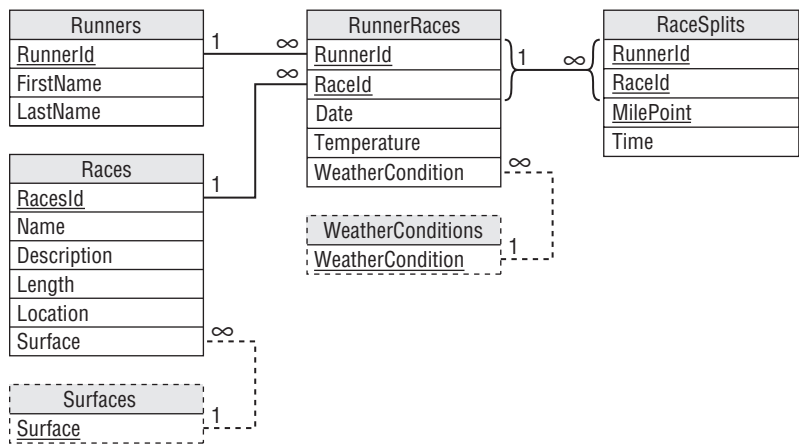 Runners
RunnerId
FirstName
LastName
1
∞
∞
RunnerRaces
RunnerId
RaceId
Date
Temperature
WeatherCondition
1
∞
RaceSplits
RunnerId
RaceId
MilePoint
Time
Races
RacesId
Name
Description
Length
Location
Surface
1
∞
∞
WeatherConditions
WeatherCondition
1
Surfaces
Surface
1